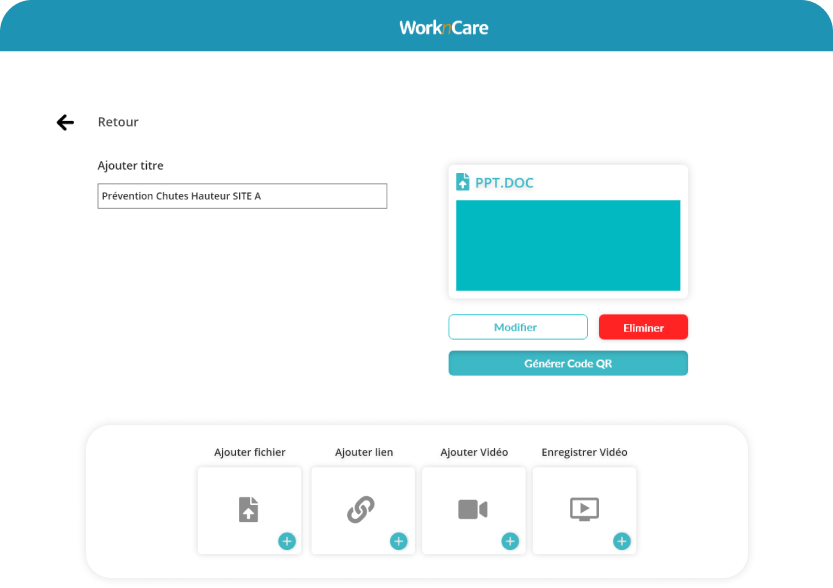 WorknCare
Retour
Ajouter titre
Prévention Chutes Hauteur SITE A
PPT.DOC
Modifier
Eliminer
Générer Code QR
Ajouter fichier
Ajouter lien
Ajouter Vidéo
Enregistrer Vidéo